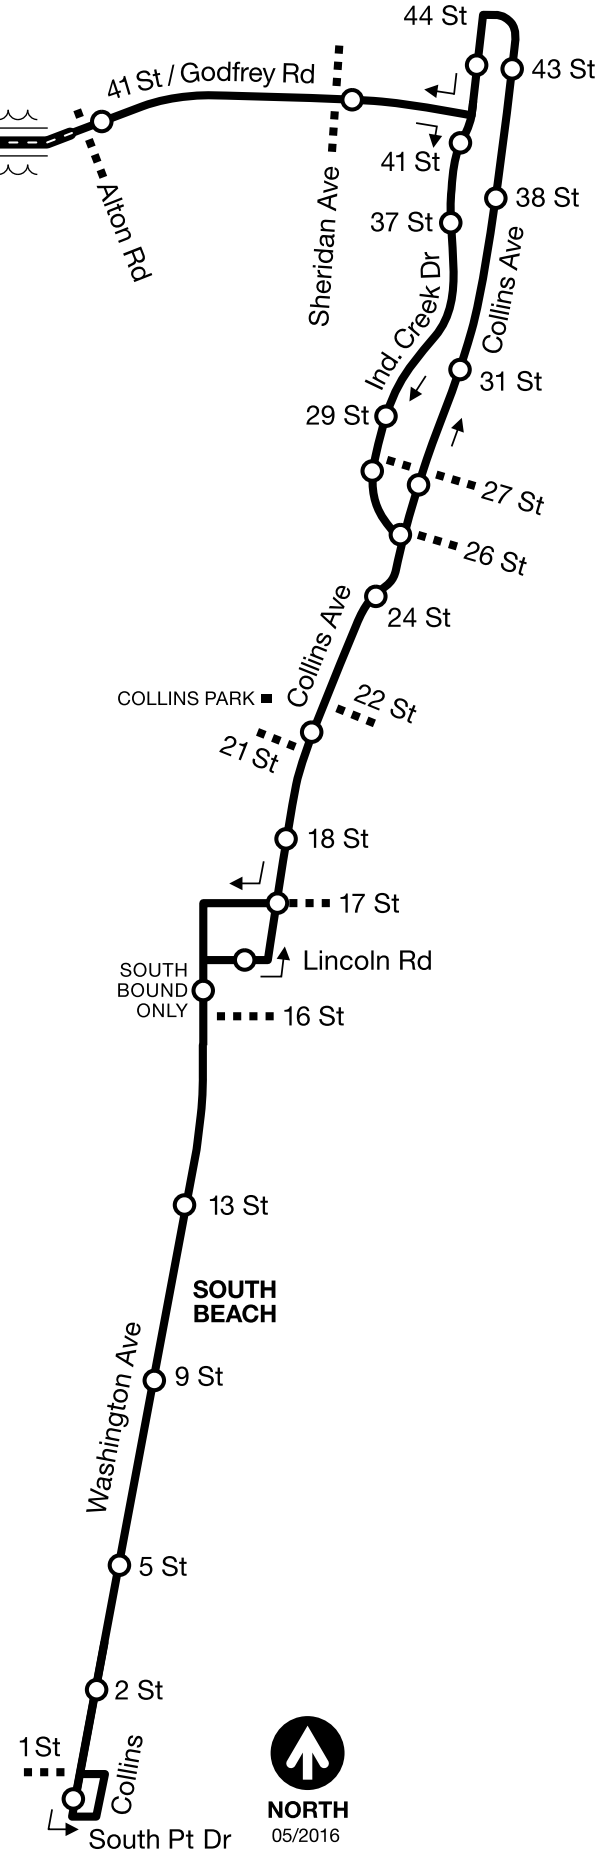 44 St
41 St / Godfrey Rd
43 St
41 St
Alton Rd
Sheridan Ave
38 St
37 St
Collins Ave
Ind. Creek Dr
31 St
29 St
27 St
26 St
24 St
Collins Ave
COLLINS PARK
22 St
21 St
18 St
17 St
Lincoln Rd
SOUTH
BOUND
ONLY
16 St
13 St
SOUTH
BEACH
Washington Ave
9 St
5 St
2 St
1 St
Collins
South Pt Dr
NORTH
05/2016